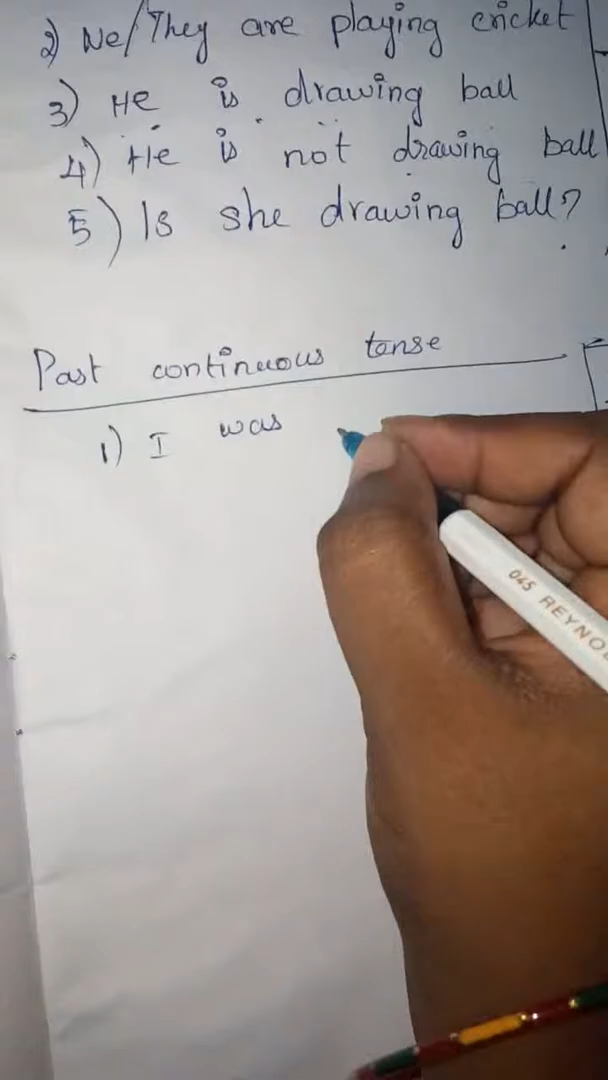 2) We/They are playing cricket
3) He is drawing ball
4) He is not drawing ball
5) Is she drawing ball?
Past continuous tense
1) I was
045 REYNOL